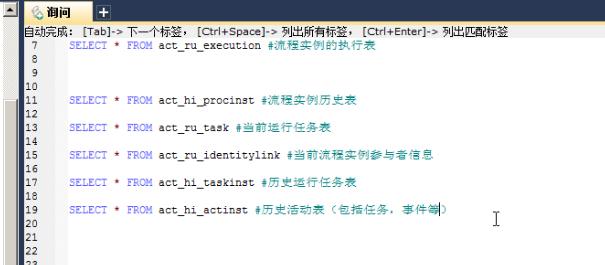 询问
自动完成: [Tab]-> 下一个标签, [Ctrl+Space]-> 列出所有标签, [Ctrl+Enter]-> 列出匹配标签
7 SELECT * FROM act_ru_execution #流程实例的执行表
8
9
10
11 SELECT * FROM act_hi_procinst #流程实例历史表
12
13 SELECT * FROM act_ru_task #当前运行任务表
14
15 SELECT * FROM act_ru_identitylink #当前流程实例参与者信息
16
17 SELECT * FROM act_hi_taskinst #历史运行任务表
18
19 SELECT * FROM act_hi_actinst #历史活动表（包括任务，事件等）
20
21
22
23